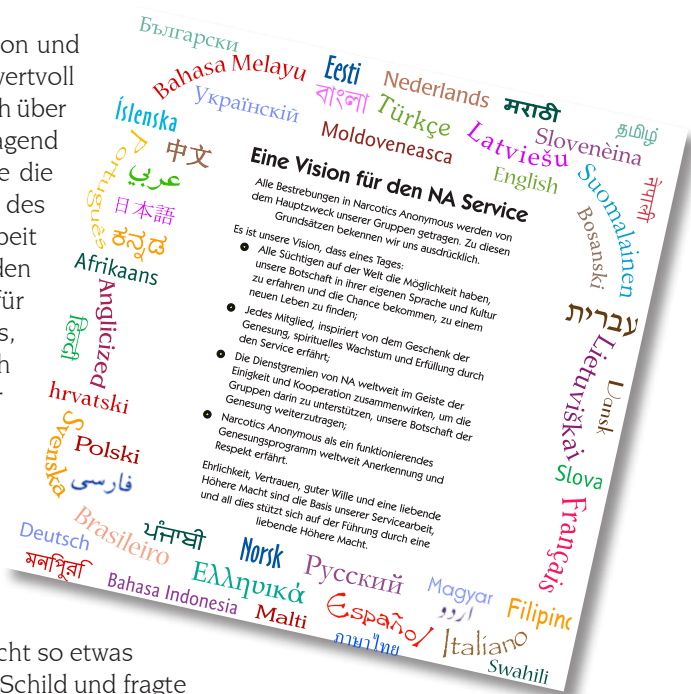 on und
wertvoll
h über
agend
e die
des
beit
den
für
s,
h
Български
Bahasa Melayu
Eesti
Nederlands
मराठी
தமிழ்
Íslenska
Українскій
বাংলা
Türkçe
Latviešu
Slovenèina
Moldoveneasca
English
Suomalainen
नेपाली
Português
中文
عربي
日本語
ಕನ್ನಡ
Bosanski
Afrikaans
עברית
Anglicized
हिन्दी
Lietuviškai
Dansk
hrvatski
Svenska
Polski
فارسی
Slova
Français
Eine Vision für den NA Service
Alle Bestrebungen in Narcotics Anonymous werden von
dem Hauptzweck unserer Gruppen getragen. Zu diesen
Grundsätzen bekennen wir uns ausdrücklich.
Es ist unsere Vision, dass eines Tages:
Alle Süchtigen auf der Welt die Möglichkeit haben,
unsere Botschaft in ihrer eigenen Sprache und Kultur
zu erfahren und die Chance bekommen, zu einem
neuen Leben zu finden;
Jedes Mitglied, inspiriert von dem Geschenk der
Genesung, spirituelles Wachstum und Erfüllung durch
den Service erfährt;
Die Dienstgremien von NA weltweit im Geiste der
Einigkeit und Kooperation zusammenwirken, um die
Gruppen darin zu unterstützen, unsere Botschaft der
Genesung weiterzutragen;
Narcotics Anonymous als ein funktionierendes
Genesungsprogramm weltweit Anerkennung und
Respekt erfährt.
Ehrlichkeit, Vertrauen, guter Wille und eine liebende
Höhere Macht sind die Basis unserer Servicearbeit,
und all dies stützt sich auf der Führung durch eine
liebende Höhere Macht.
Deutsch
Brasileiro
ਪੰਜਾਬੀ
Norsk
Русский
Magyar
اردو
Filipino
Bahasa Indonesia
Ελληνικά
Malti
Español
ภาษาไทย
Italiano
Swahili
cht so etwas
Schild und fragte